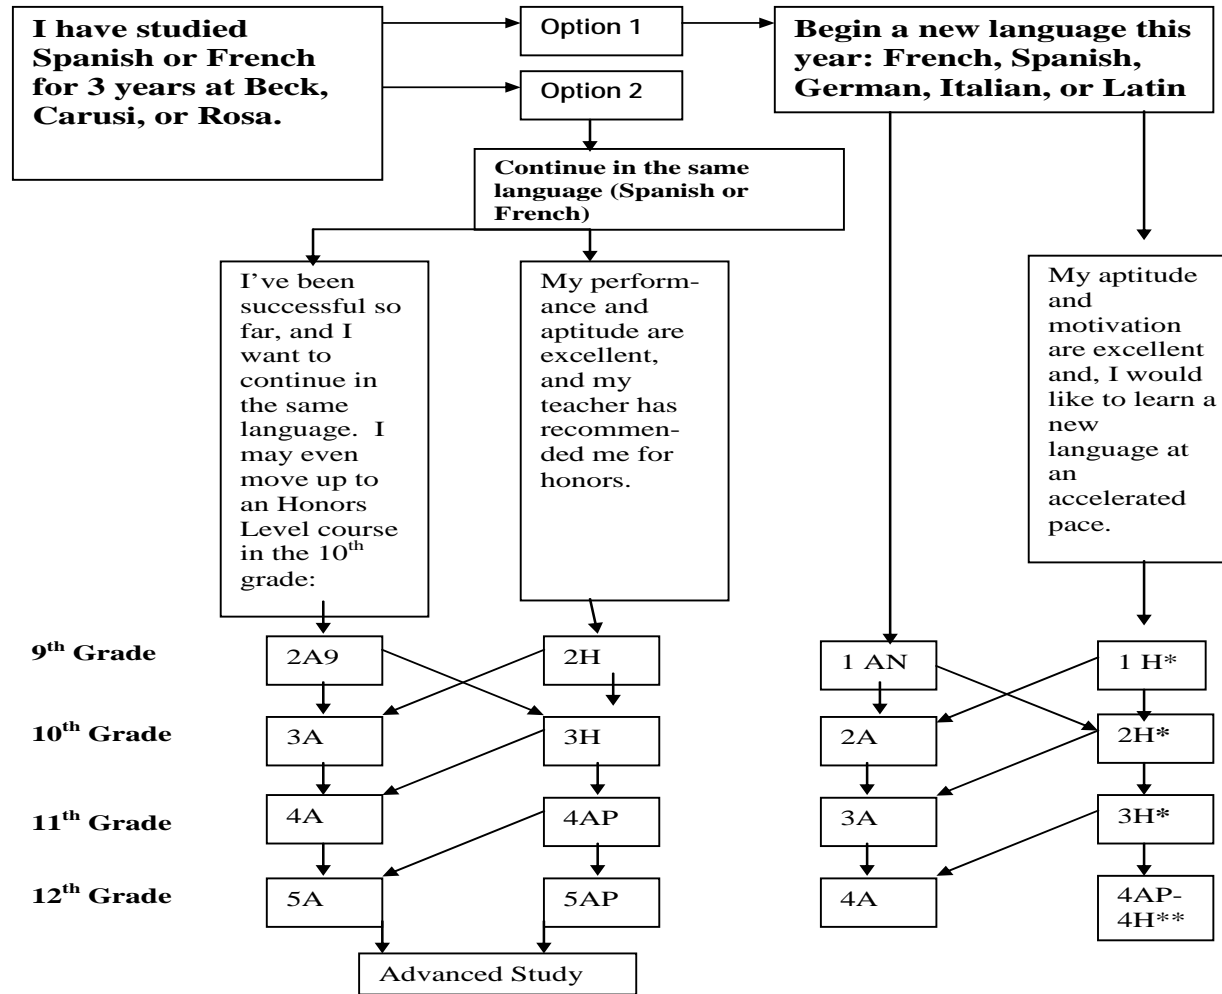 I have studied
Spanish or French
for 3 years at Beck,
Carusi, or Rosa.
Option 1
Begin a new language this
year: French, Spanish,
German, Italian, or Latin
Option 2
Continue in the same
language (Spanish or
French)
I've been
successful so
far, and I
want to
continue in
the same
language.  I
may even
move up to
an Honors
Level course
in the 10th
grade:
My perform-
ance and
aptitude are
excellent,
and my
teacher has
recommen-
ded me for
honors.
My aptitude
and
motivation
are excellent
and, I would
like to learn a
new
language at
an
accelerated
pace.
9th Grade
2A9
2H
1 AN
1 H*
10th Grade
3A
3H
2A
2H*
11th Grade
4A
4AP
3A
3H*
12th Grade
5A
5AP
4A
4AP-
4H**
Advanced Study